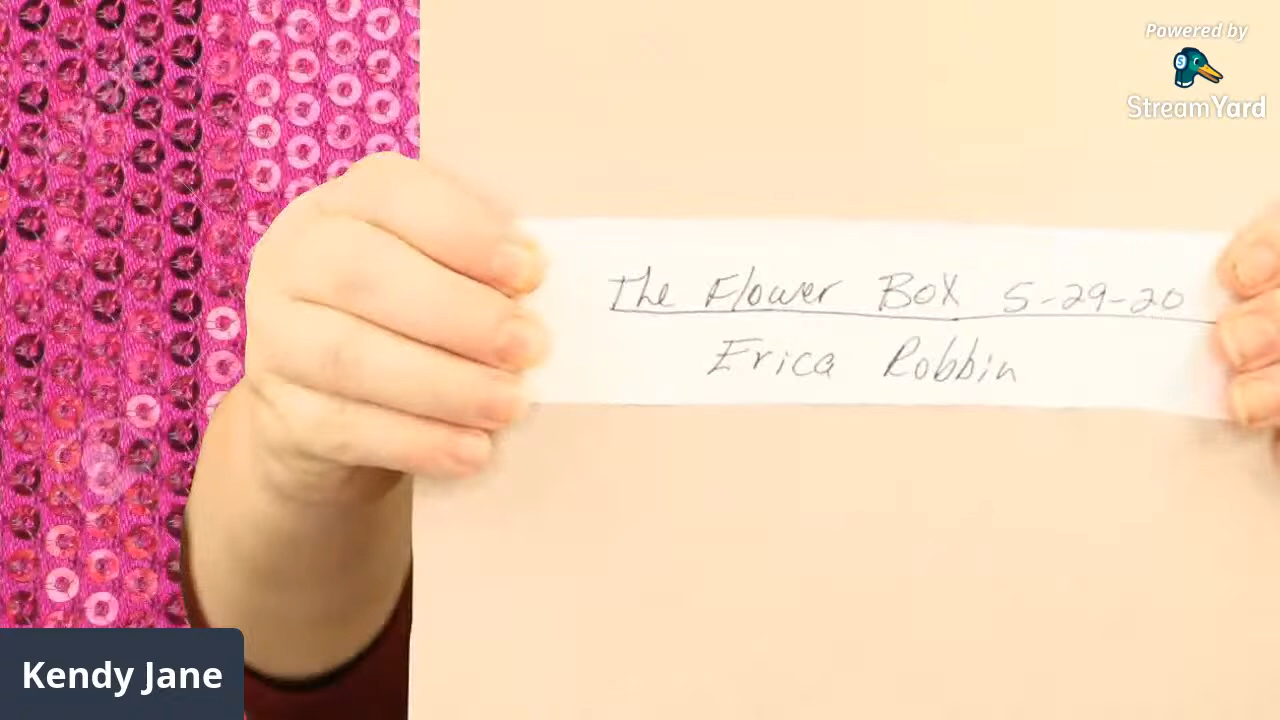 Powered by
StreamYard
The Flower Box 5-29-20
Erica Robbin
Kendy Jane